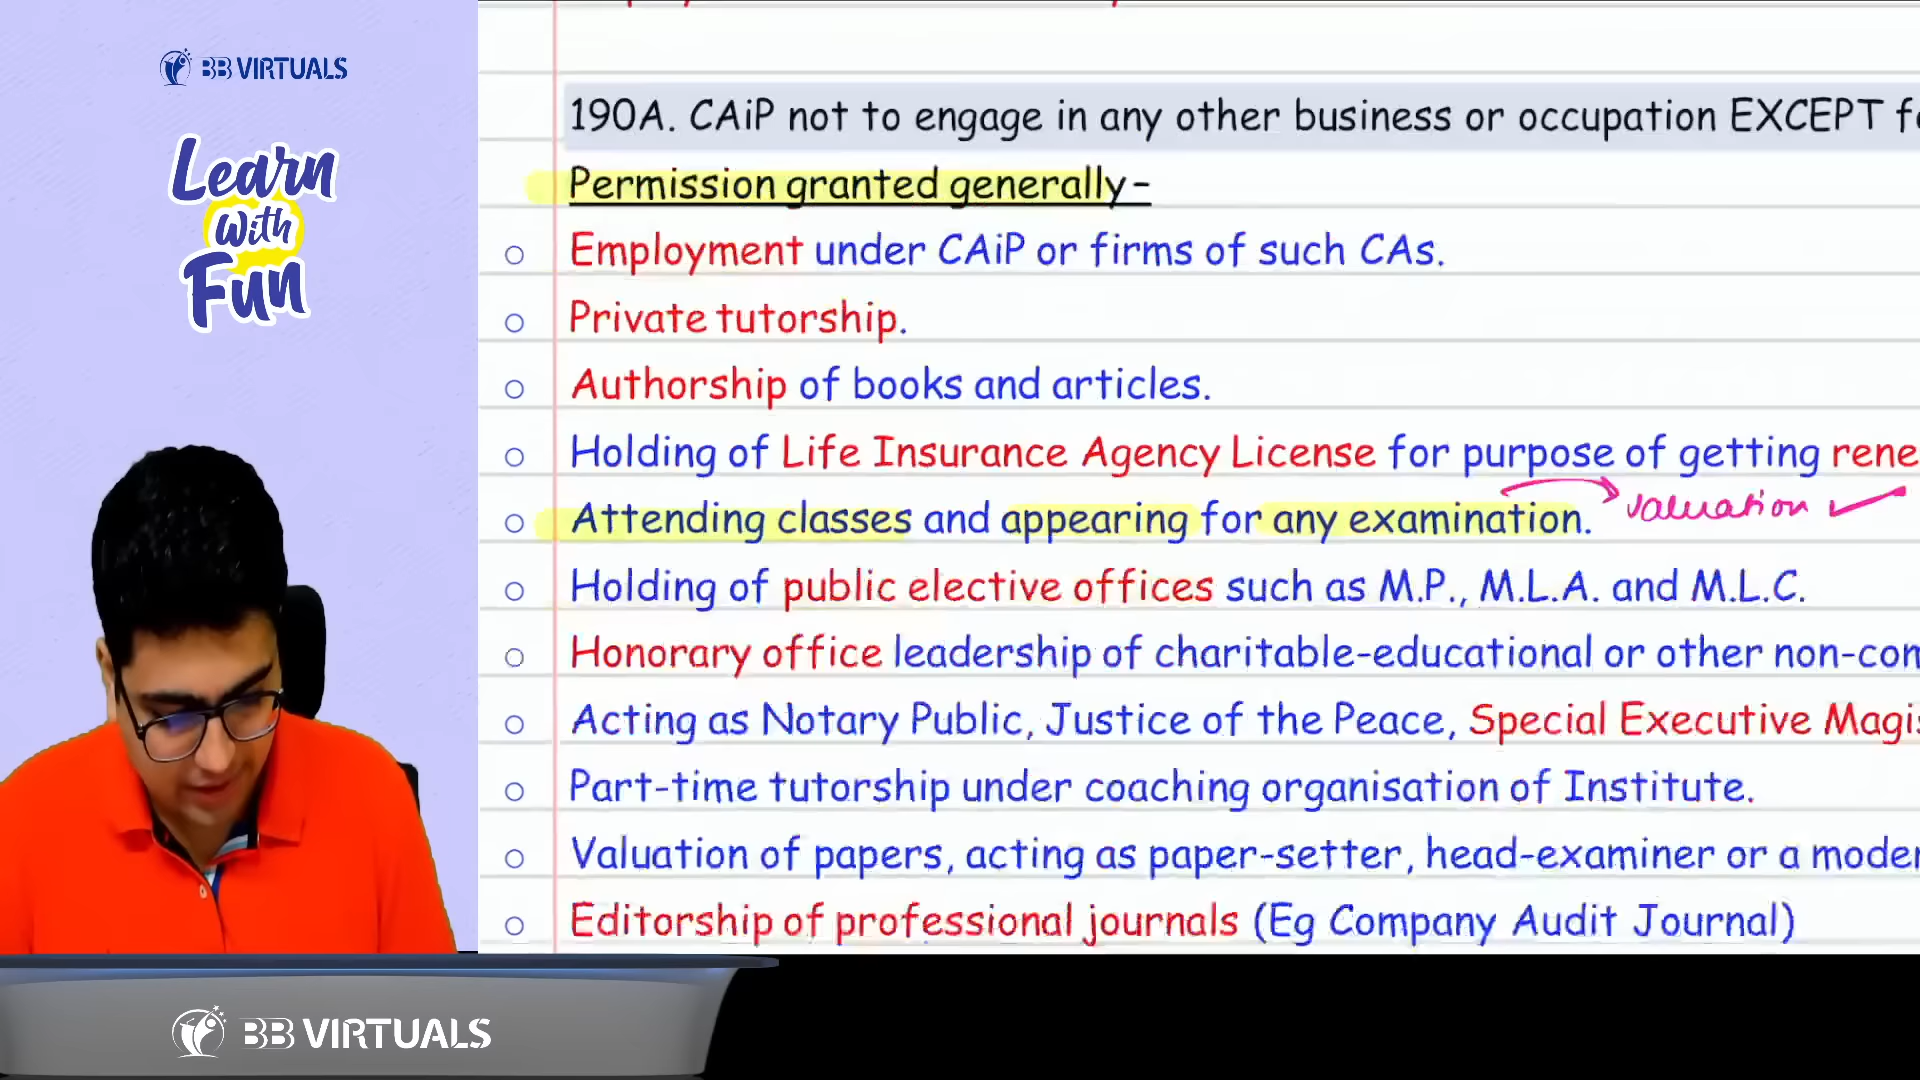 BB VIRTUALS
Learn
With
Fun
190A. CAiP not to engage in any other business or occupation EXCEPT
Permission granted generally -
Employment under CAiP or firms of such CAs.
Private tutorship.
Authorship of books and articles.
Holding of Life Insurance Agency License for purpose of getting rene
Attending classes and appearing for any examination. valuation
Holding of public elective offices such as M.P., M.L.A. and M.L.C.
Honorary office leadership of charitable-educational or other non-com
Acting as Notary Public, Justice of the Peace, Special Executive Magi
Part-time tutorship under coaching organisation of Institute.
Valuation of papers, acting as paper-setter, head-examiner or a moder
Editorship of professional journals (Eg Company Audit Journal)
BB VIRTUALS